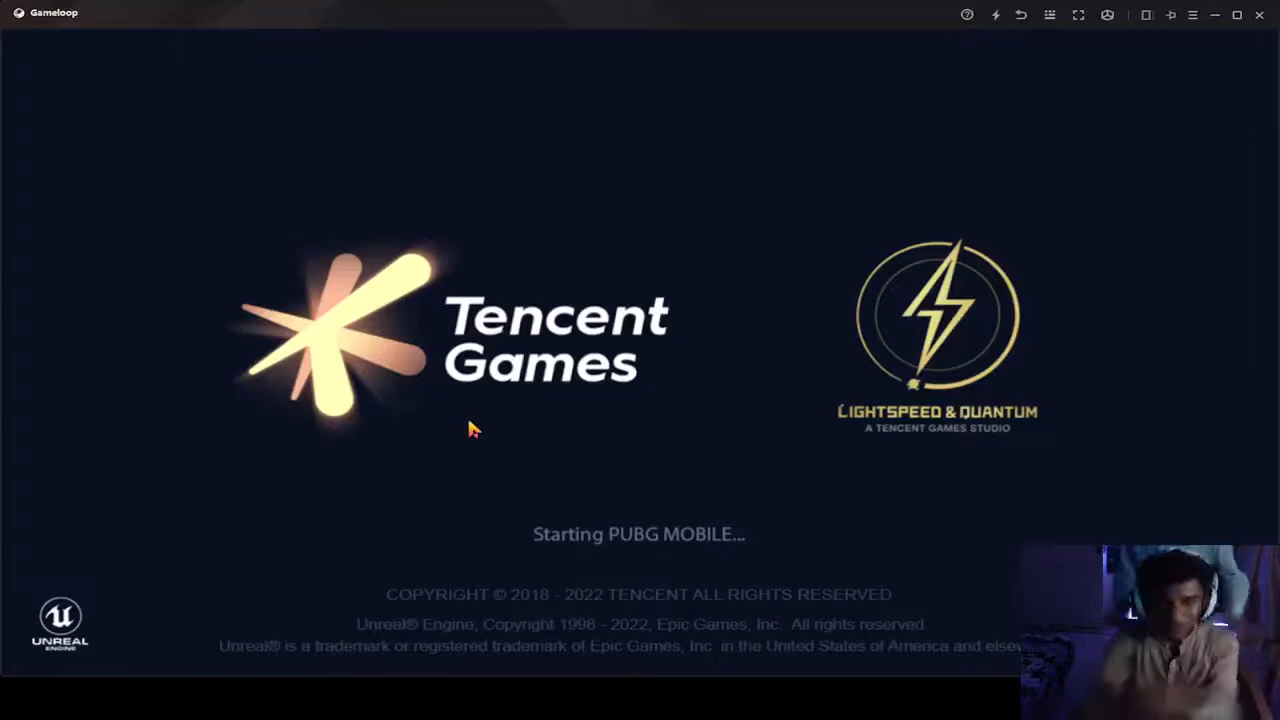 Gameloop
Tencent
Games
LIGHTSPEED & QUANTUM
A TENCENT GAMES STUDIO
Starting PUBG MOBILE...
COPYRIGHT © 2018 - 2022 TENCENT ALL RIGHTS RESERVED
Unreal® Engine, Copyright 1998 - 2022, Epic Games, Inc. All rights reserved
Unreal® is a trademark or registered trademark of Epic Games, Inc. in the United States of America and elsew
UNREAL
ENGINE